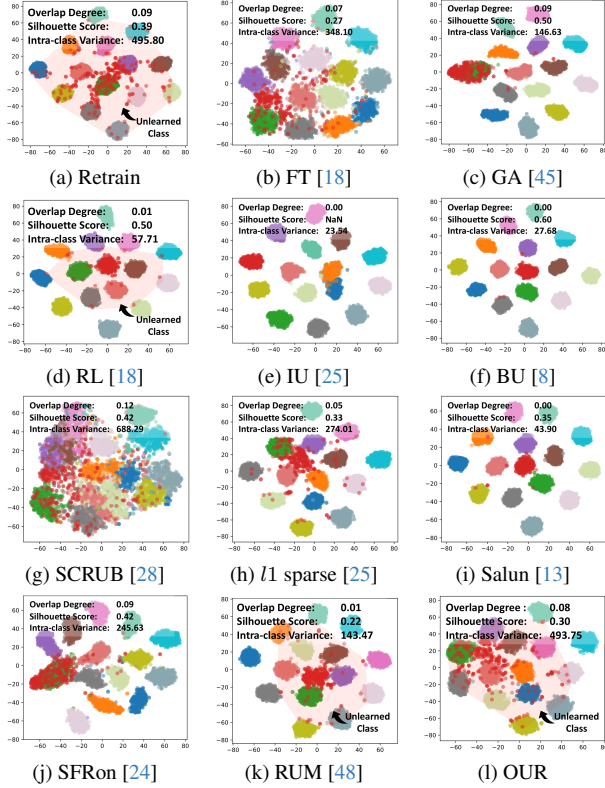 Overlap Degree: 0.09
Silhouette Score: 0.39
Intra-class Variance: 495.80
Unlearned
Class
(a) Retrain
Overlap Degree: 0.07
Silhouette Score: 0.27
Intra-class Variance: 348.10
(b) FT [18]
Overlap Degree: 0.09
Silhouette Score: 0.50
Intra-class Variance: 146.63
(c) GA [45]
Overlap Degree: 0.01
Silhouette Score: 0.50
Intra-class Variance: 57.71
Unlearned
Class
(d) RL [18]
Overlap Degree: 0.00
Silhouette Score: NaN
Intra-class Variance: 23.54
(e) IU [25]
Overlap Degree: 0.00
Silhouette Score: 0.60
Intra-class Variance: 27.68
(f) BU [8]
Overlap Degree: 0.12
Silhouette Score: 0.42
Intra-class Variance: 688.29
(g) SCRUB [28]
Overlap Degree: 0.05
Silhouette Score: 0.33
Intra-class Variance: 274.01
(h) l1 sparse [25]
Overlap Degree: 0.00
Silhouette Score: 0.35
Intra-class Variance: 43.90
(i) Salun [13]
Overlap Degree: 0.09
Silhouette Score: 0.42
Intra-class Variance: 245.63
(j) SFRon [24]
Overlap Degree: 0.01
Silhouette Score: 0.22
Intra-class Variance: 143.47
Unlearned
Class
(k) RUM [48]
Overlap Degree : 0.08
Silhouette Score: 0.30
Intra-class Variance: 493.75
Unlearned
Class
(l) OUR